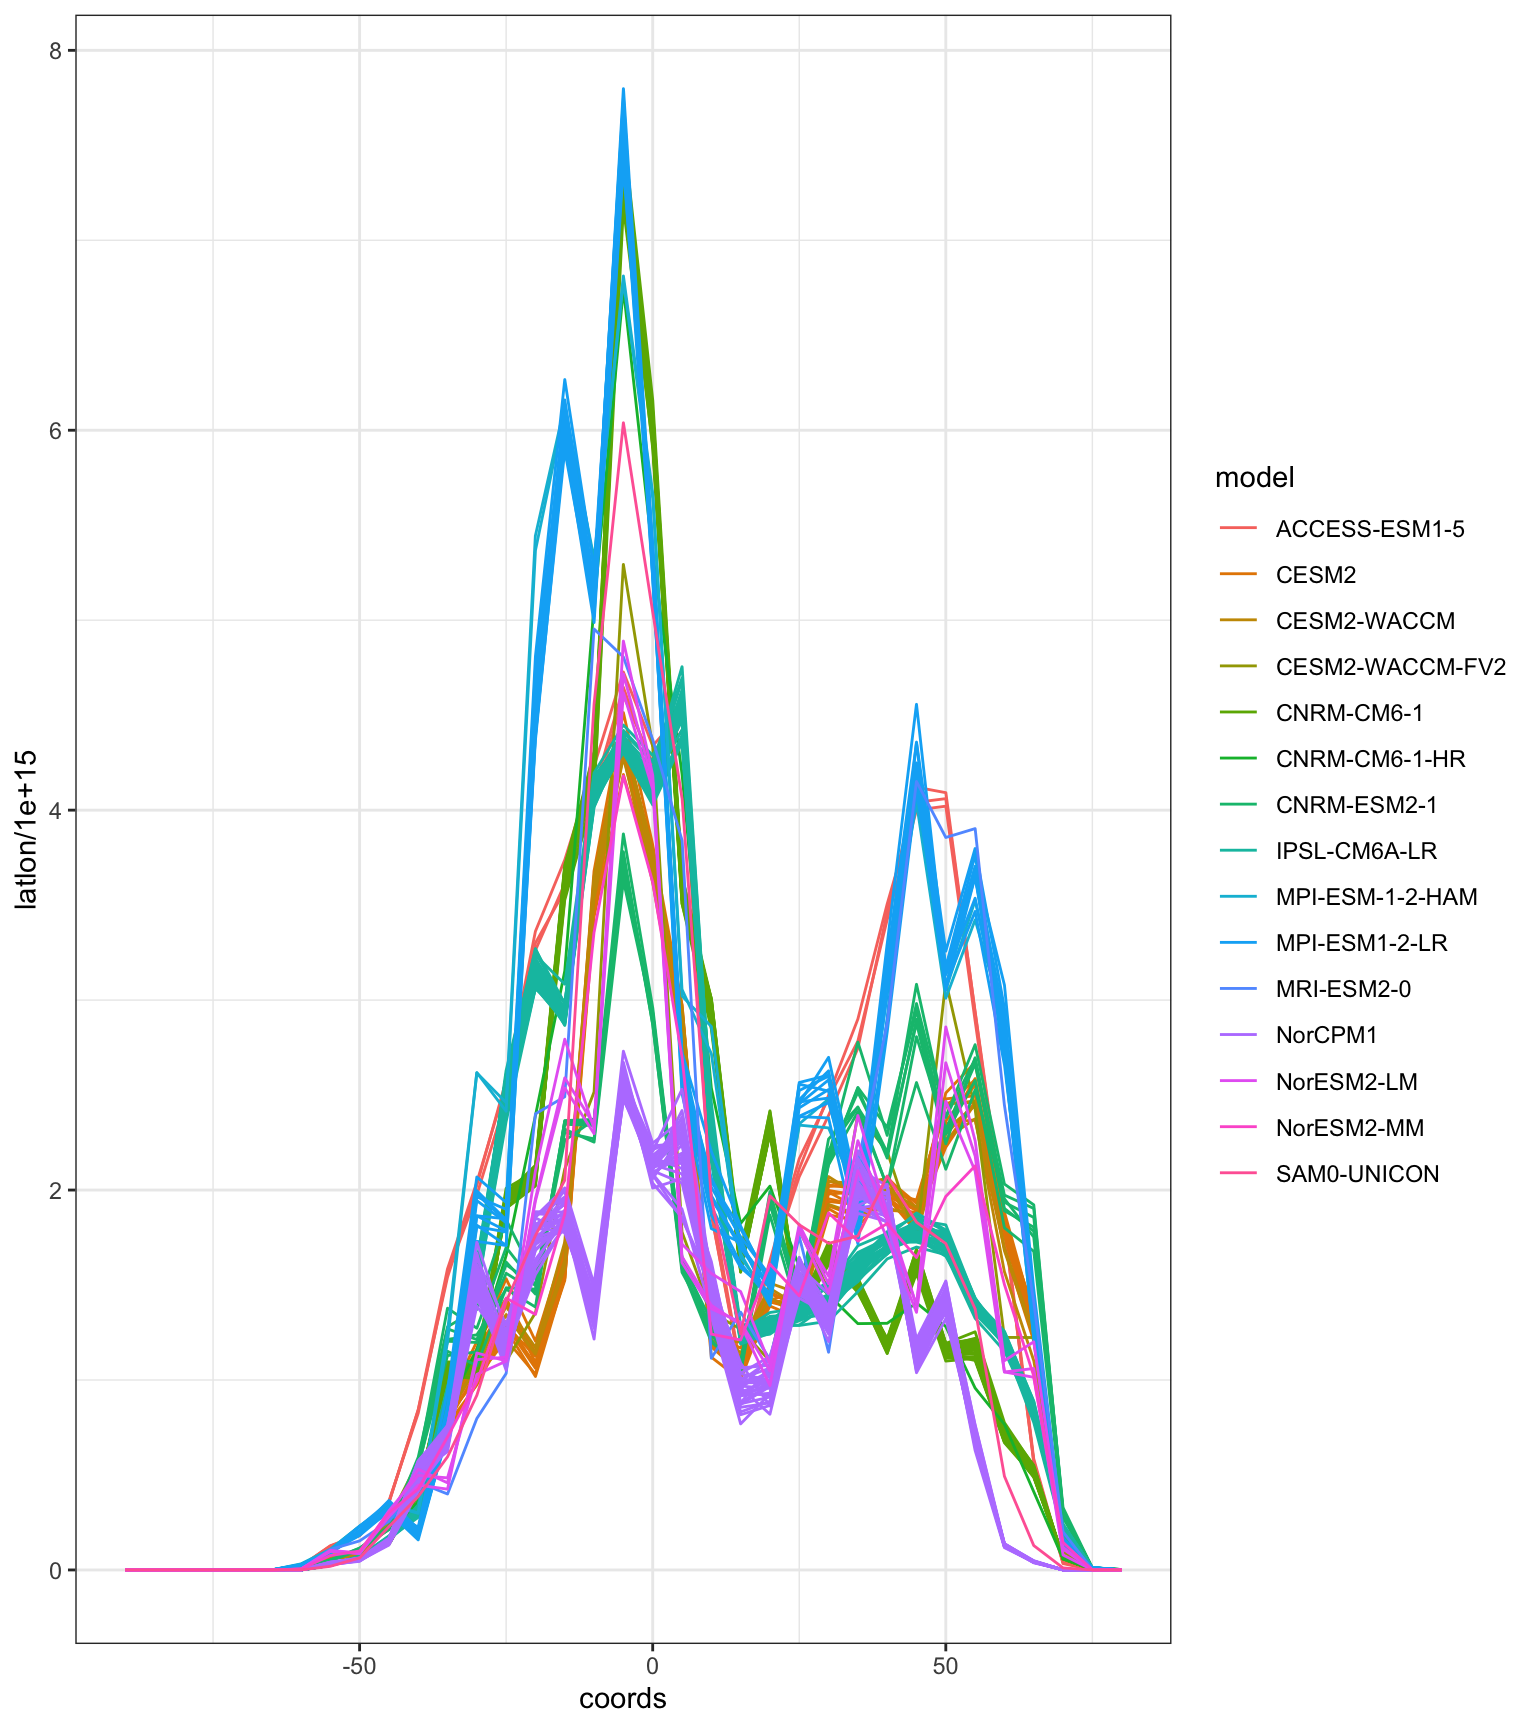 8
6
4
2
0
latlon/1e+15
-50
0
50
coords
model
ACCESS-ESM1-5
CESM2
CESM2-WACCM
CESM2-WACCM-FV2
CNRM-CM6-1
CNRM-CM6-1-HR
CNRM-ESM2-1
IPSL-CM6A-LR
MPI-ESM-1-2-HAM
MPI-ESM1-2-LR
MRI-ESM2-0
NorCPM1
NorESM2-LM
NorESM2-MM
SAM0-UNICON